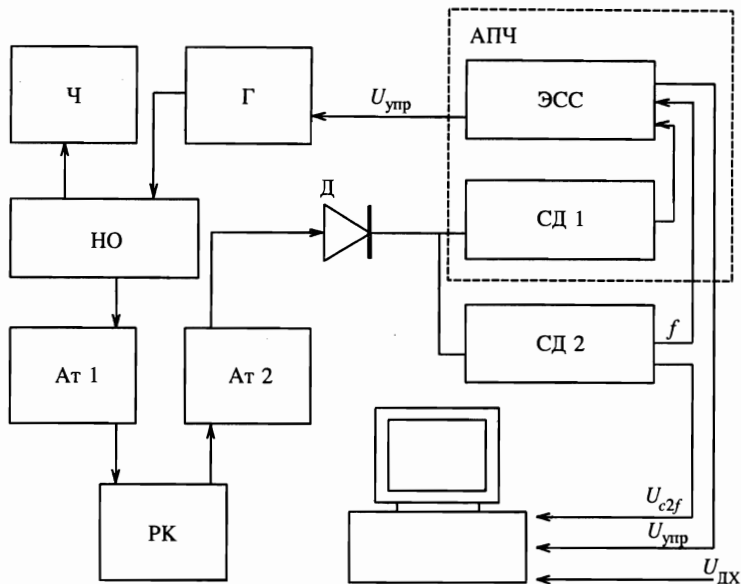 АПЧ
Ч
Г
U упр
ЭСС
Д
НО
СД 1
СД 2
f
Ат 1
Ат 2
РК
U c2f
U упр
U ДХ